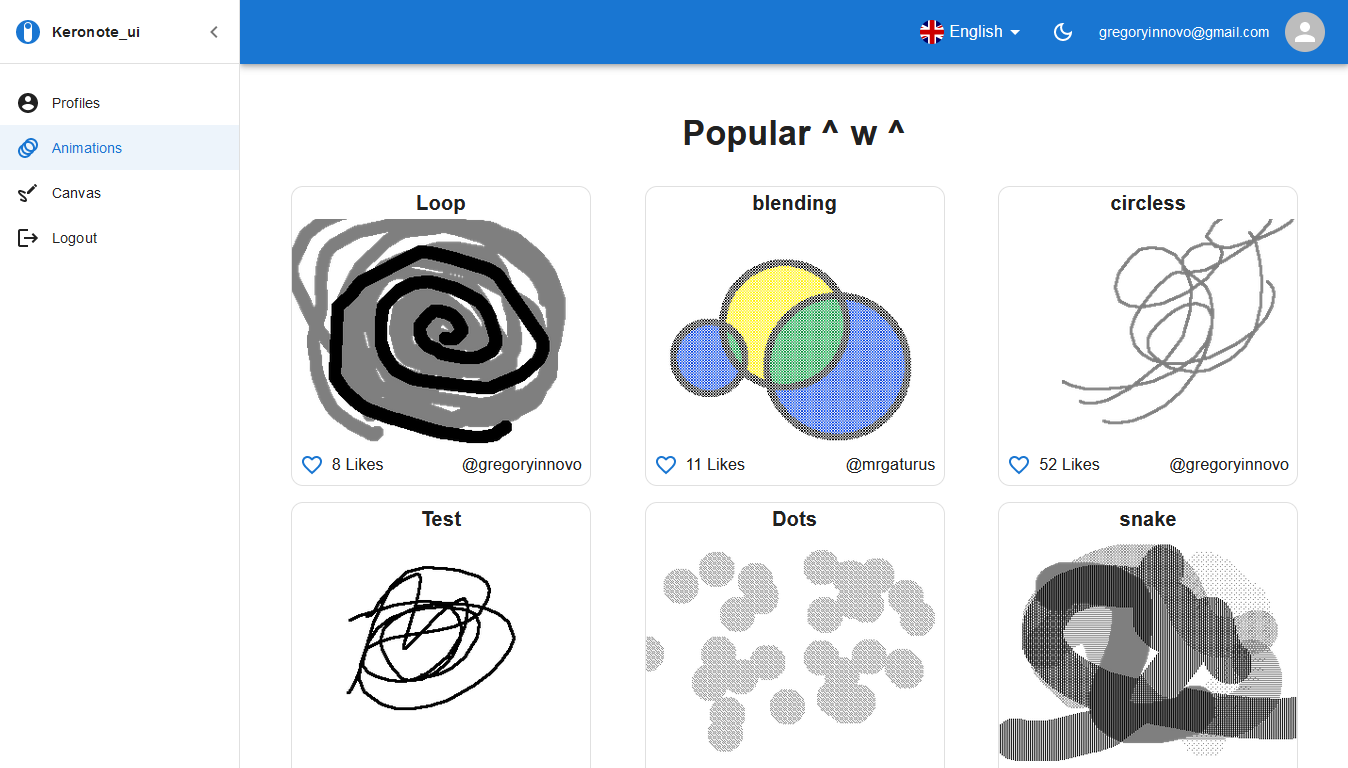 Keronote_ui
English
gregoryinnovo@gmail.com
Profiles
Animations
Canvas
Logout
Popular ^ w ^
Loop
8 Likes
@gregoryinnovo
blending
11 Likes
@mrgaturus
circless
52 Likes
@gregoryinnovo
Test
Dots
snake